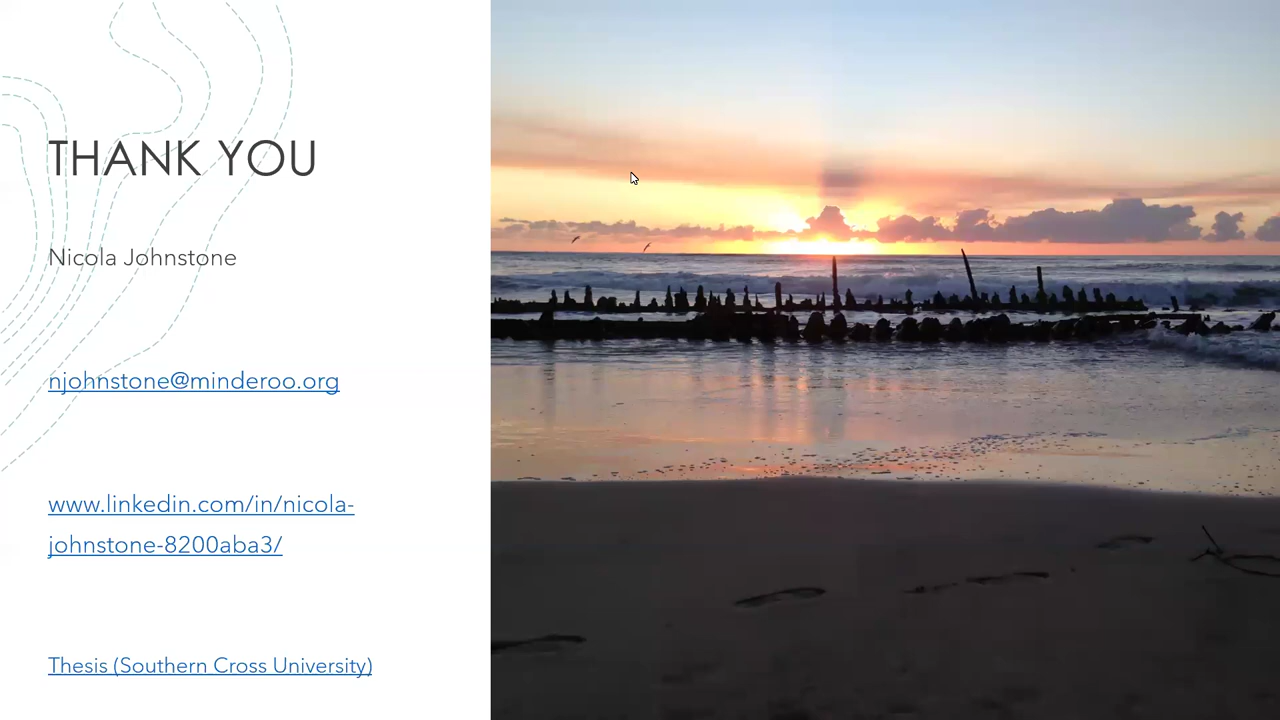 THANK YOU
Nicola Johnstone
njohnstone@minderoo.org
www.linkedin.com/in/nicola-
johnstone-8200aba3/
Thesis (Southern Cross University)